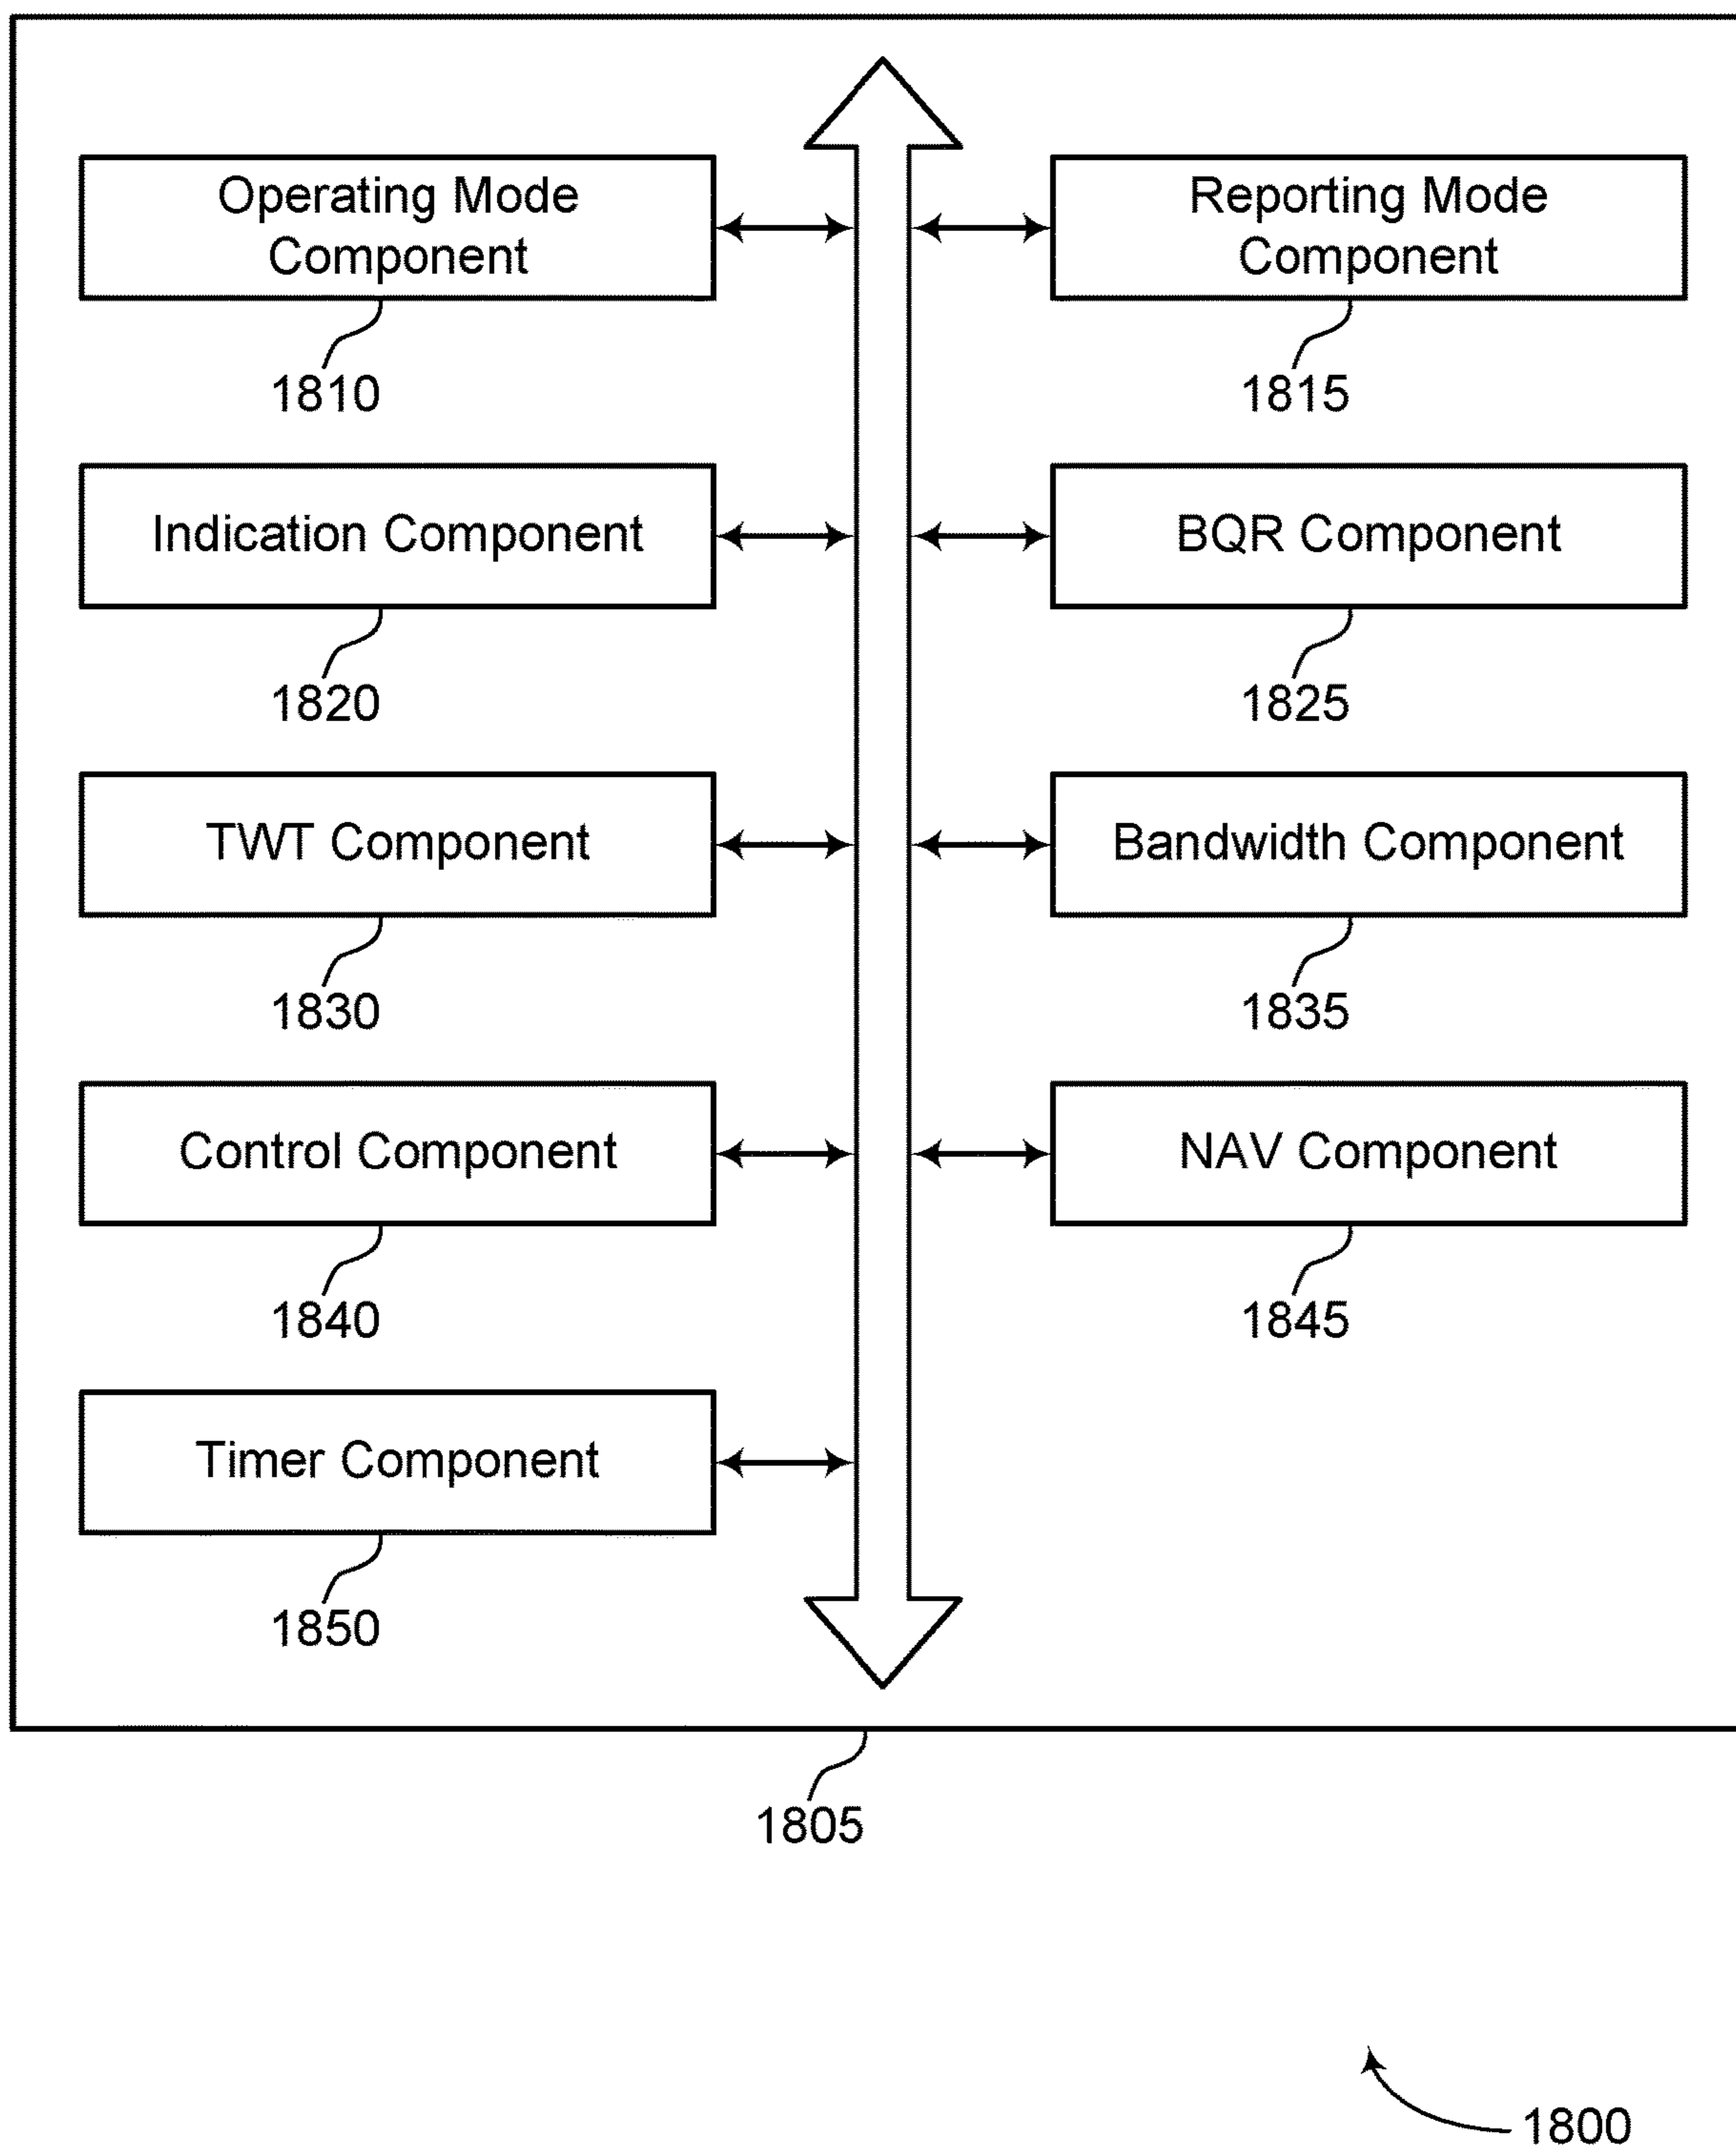 Operating Mode
Component
1810
Reporting Mode
Component
1815
Indication Component
1820
BQR Component
1825
TWT Component
1830
Bandwidth Component
1835
Control Component
1840
NAV Component
1845
Timer Component
1850
1805
1800